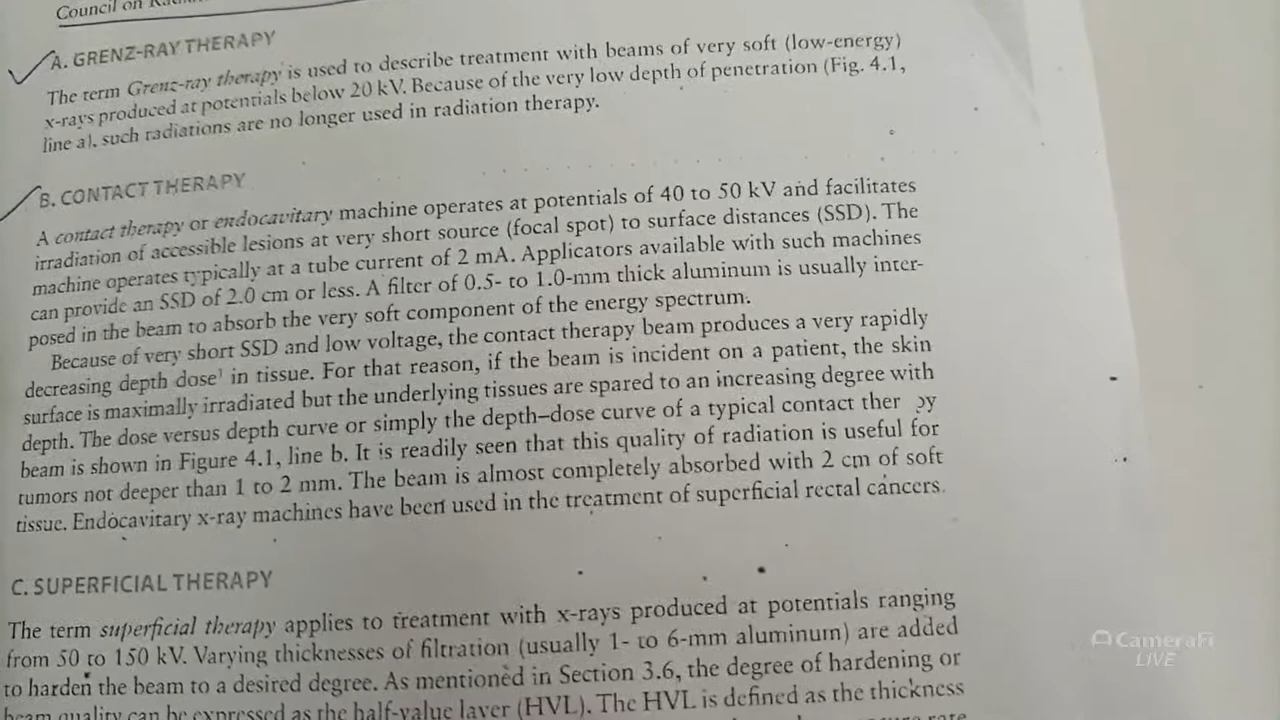 Council on
A. GRENZ-RAY THERAPY
The term Grenz-ray therapy is used to describe treatment with beams of very soft (low-energy)
x-rays produced at potentials below 20 kV. Because of the very low depth of penetration (Fig. 4.1,
line a), such radiations are no longer used in radiation therapy.
B. CONTACT THERAPY
A contact therapy or endocavitary machine operates at potentials of 40 to 50 kV and facilitates
irradiation of accessible lesions at very short source (focal spot) to surface distances (SSD). The
machine operates typically at a tube current of 2 mA. Applicators available with such machines
can provide an SSD of 2.0 cm or less. A filter of 0.5- to 1.0-mm thick aluminum is usually inter-
posed in the beam to absorb the very soft component of the energy spectrum.
Because of very short SSD and low voltage, the contact therapy beam produces a very rapidly
decreasing depth dose¹ in tissue. For that reason, if the beam is incident on a patient, the skin
surface is maximally irradiated but the underlying tissues are spared to an increasing degree with
depth. The dose versus depth curve or simply the depth–dose curve of a typical contact ther py
beam is shown in Figure 4.1, line b. It is readily seen that this quality of radiation is useful for
tumors not deeper than 1 to 2 mm. The beam is almost completely absorbed with 2 cm of soft
tissue. Endocavitary x-ray machines have been used in the treatment of superficial rectal cancers.
C. SUPERFICIAL THERAPY
The term superficial therapy applies to treatment with x-rays produced at potentials ranging
from 50 to 150 kV. Varying thicknesses of filtration (usually 1- to 6-mm aluminum) are added
to harden the beam to a desired degree. As mentioned in Section 3.6, the degree of hardening or
beam quality can be expressed as the half-value layer (HVL). The HVL is defined as the thickness
rate
CameraFi
LIVE